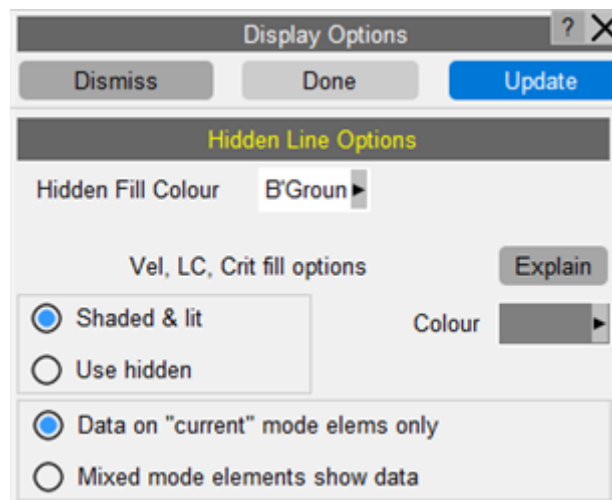 Display Options ?
Dismiss Done Update
Hidden Line Options
Hidden Fill Colour B'Groun
Vel, LC, Crit fill options Explain
Shaded & lit Colour
Use hidden
Data on "current" mode elems only
Mixed mode elements show data